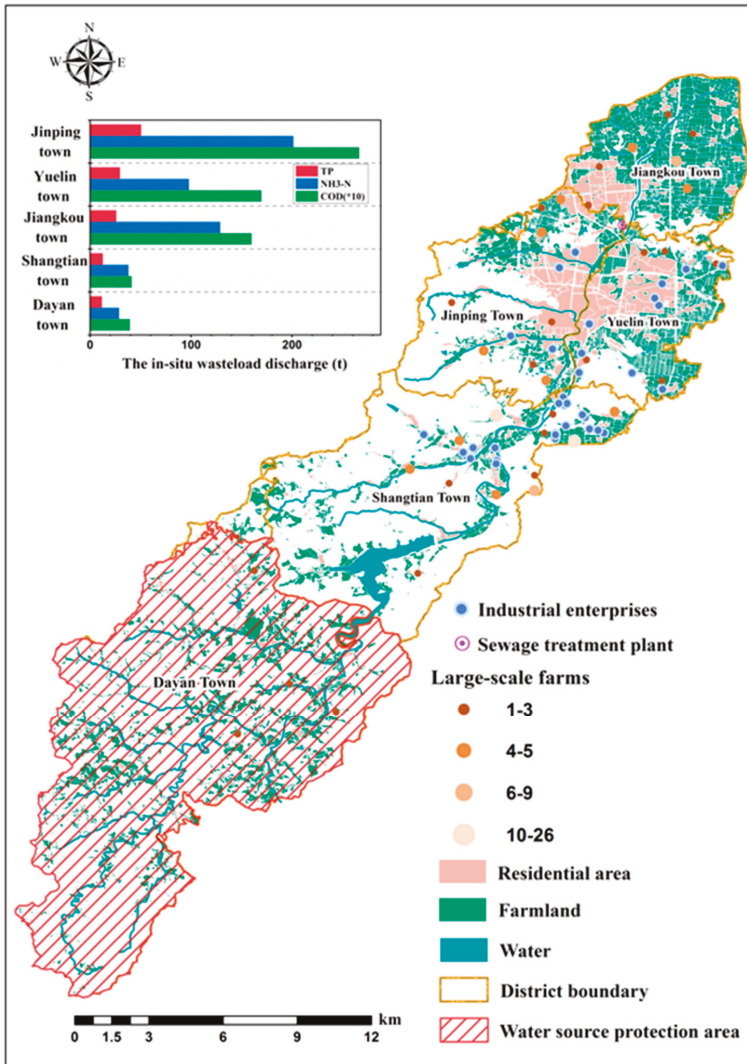 N
W
E
S
Jinping
town
Yuelin
town
Jiangkou
town
Shangtian
town
Dayan
town
TP
NH3-N
COD(*10)
0
200
The in-situ wasteload discharge (t)
Jiangkou Town
Jinping Town
Yuelin Town
Shangtian Town
Dayan Town
Industrial enterprises
Sewage treatment plant
Large-scale farms
1-3
4-5
6-9
10-26
Residential area
Farmland
Water
District boundary
Water source protection area
km
0 1.5 3 6 9 12